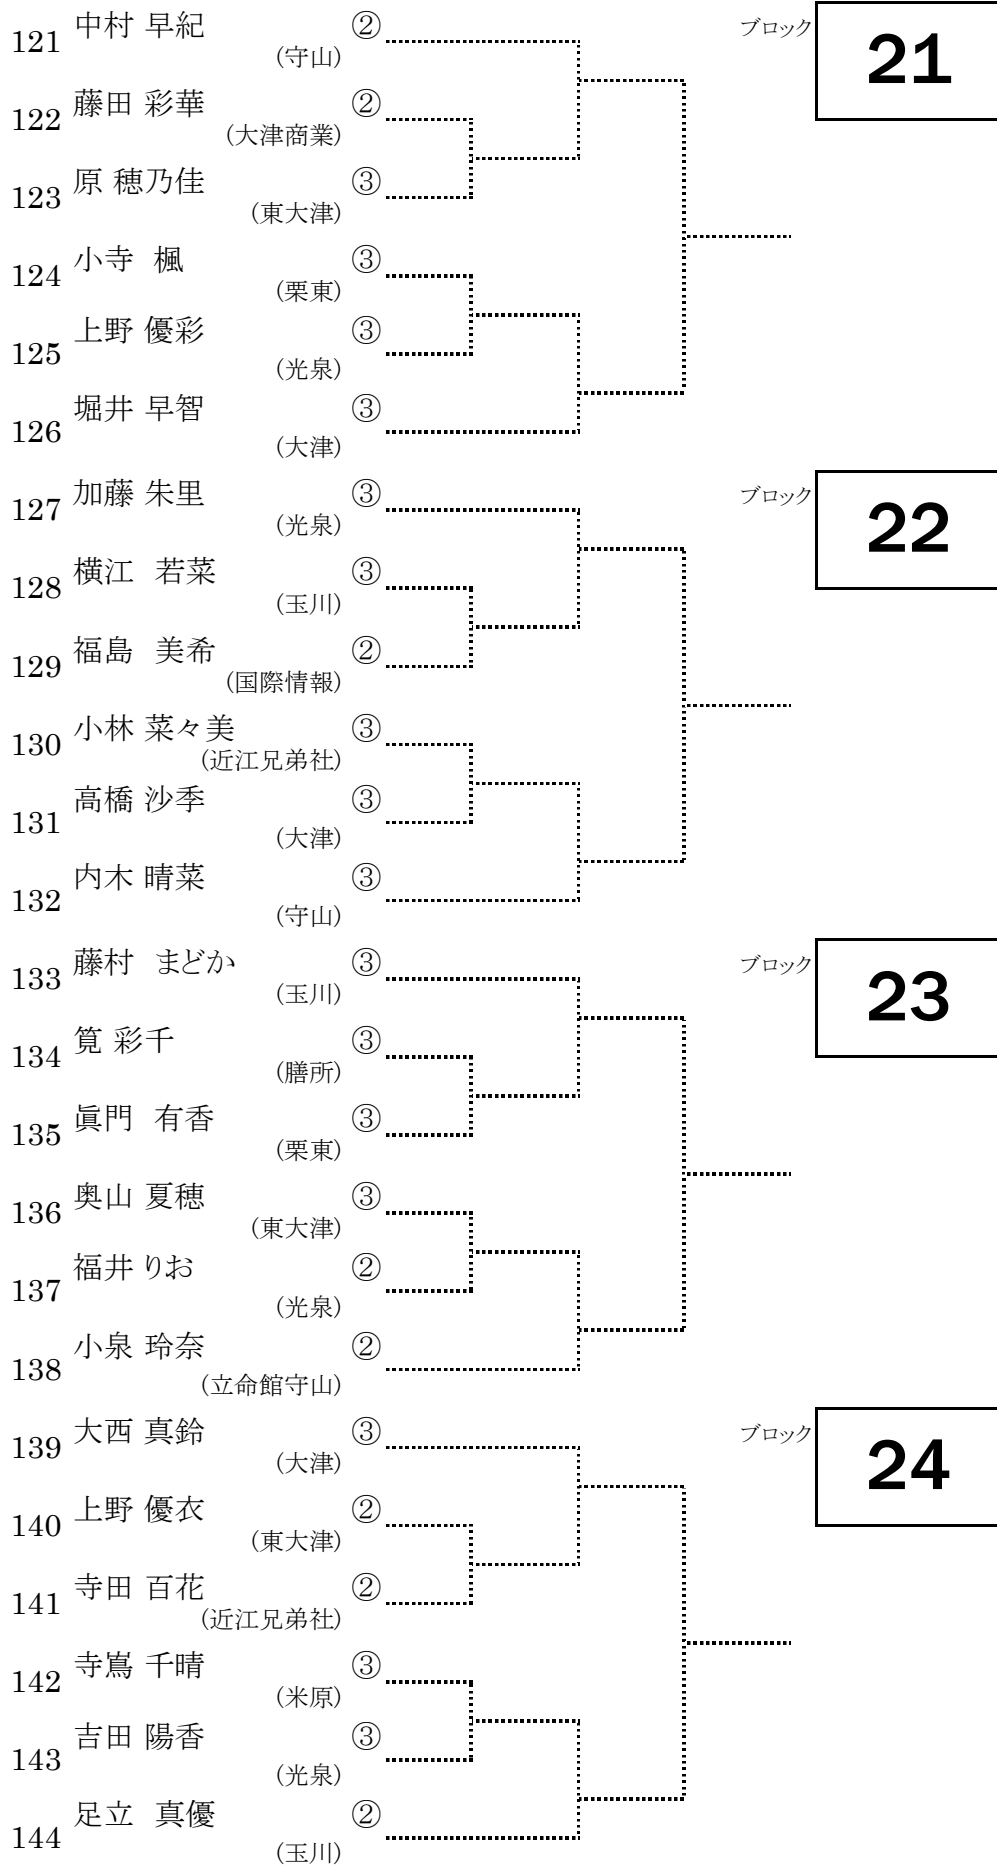 121 中村 早紀 ② ブロック 21
(守山)
122 藤田 彩華 ②
(大津商業)
123 原 穂乃佳 ③
(東大津)
124 小寺 楓 ③
(栗東)
125 上野 優彩 ③
(光泉)
126 堀井 早智 ③
(大津)
127 加藤 朱里 ③ ブロック 22
(光泉)
128 横江 若菜 ③
(玉川)
129 福島 美希 ②
(国際情報)
130 小林 菜々美 ③
(近江兄弟社)
131 高橋 沙季 ③
(大津)
132 内木 晴菜 ③
(守山)
133 藤村 まどか ③ ブロック 23
(玉川)
134 筧 彩千 ③
(膳所)
135 眞門 有香 ③
(栗東)
136 奥山 夏穂 ③
(東大津)
137 福井 りお ②
(光泉)
138 小泉 玲奈 ②
(立命館守山)
139 大西 真鈴 ③ ブロック 24
(大津)
140 上野 優衣 ②
(東大津)
141 寺田 百花 ②
(近江兄弟社)
142 寺嶌 千晴 ③
(米原)
143 吉田 陽香 ③
(光泉)
144 足立 真優 ②
(玉川)